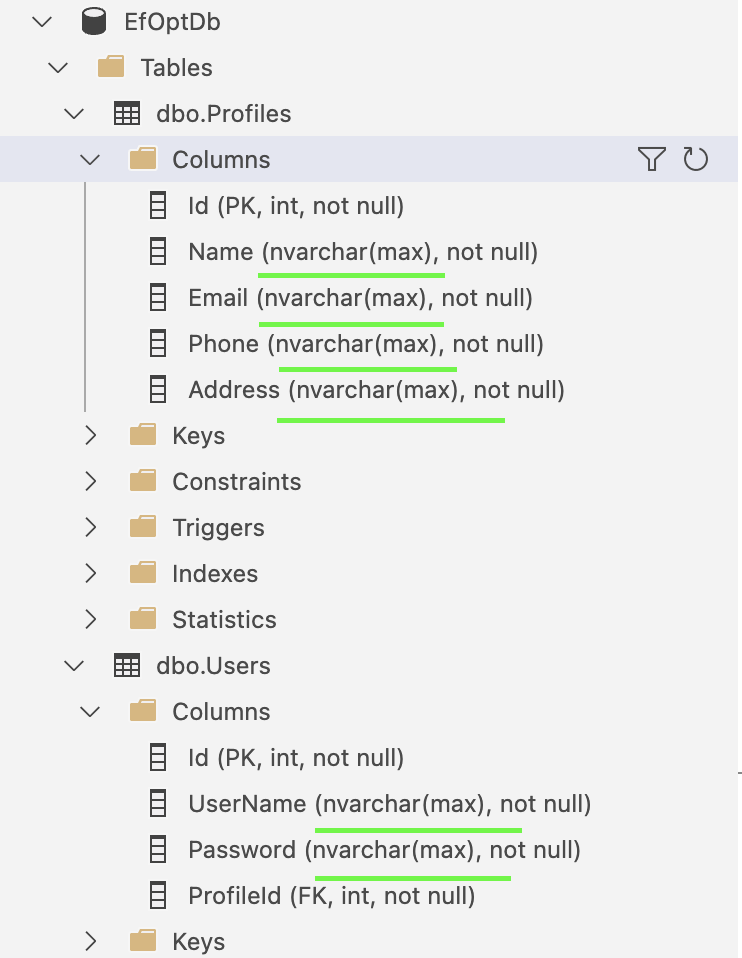 EfOptDb
Tables
dbo.Profiles
Columns
Id (PK, int, not null)
Name (nvarchar(max), not null)
Email (nvarchar(max), not null)
Phone (nvarchar(max), not null)
Address (nvarchar(max), not null)
Keys
Constraints
Triggers
Indexes
Statistics
dbo.Users
Columns
Id (PK, int, not null)
UserName (nvarchar(max), not null)
Password (nvarchar(max), not null)
ProfileId (FK, int, not null)
Keys